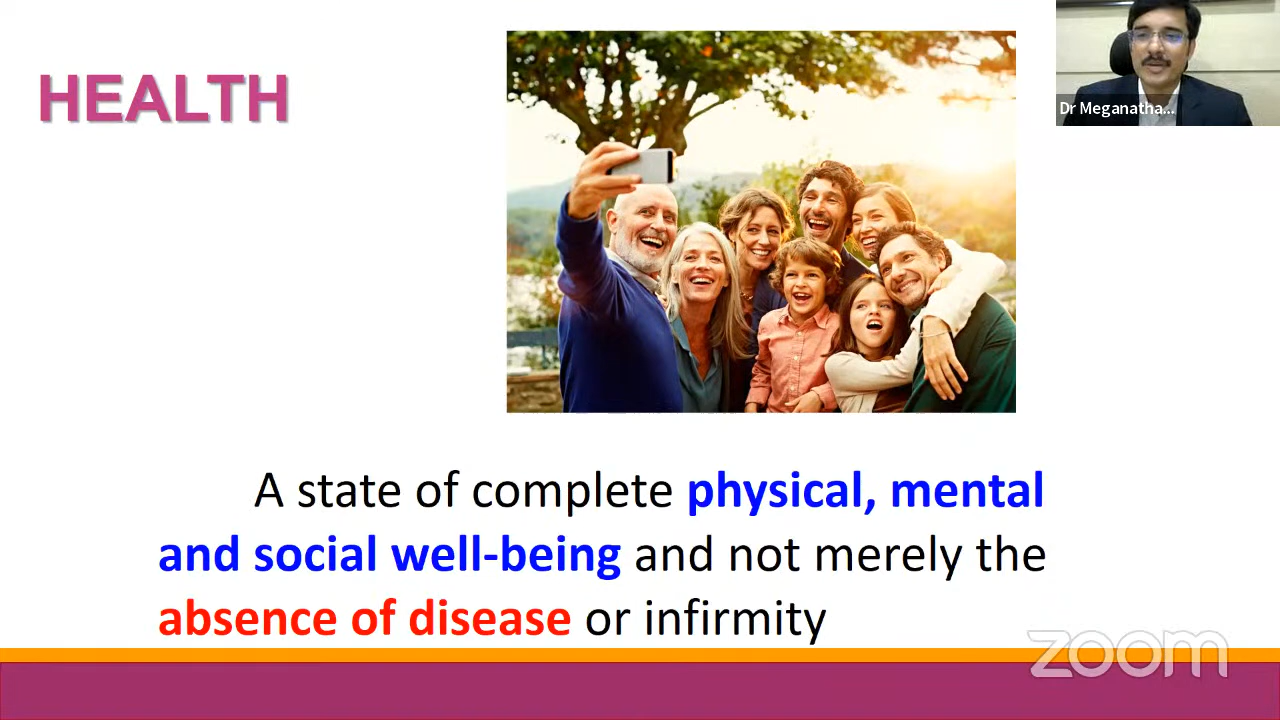 HEALTH
Dr Meganatha...
A state of complete physical, mental
and social well-being and not merely the
absence of disease or infirmity
zoom